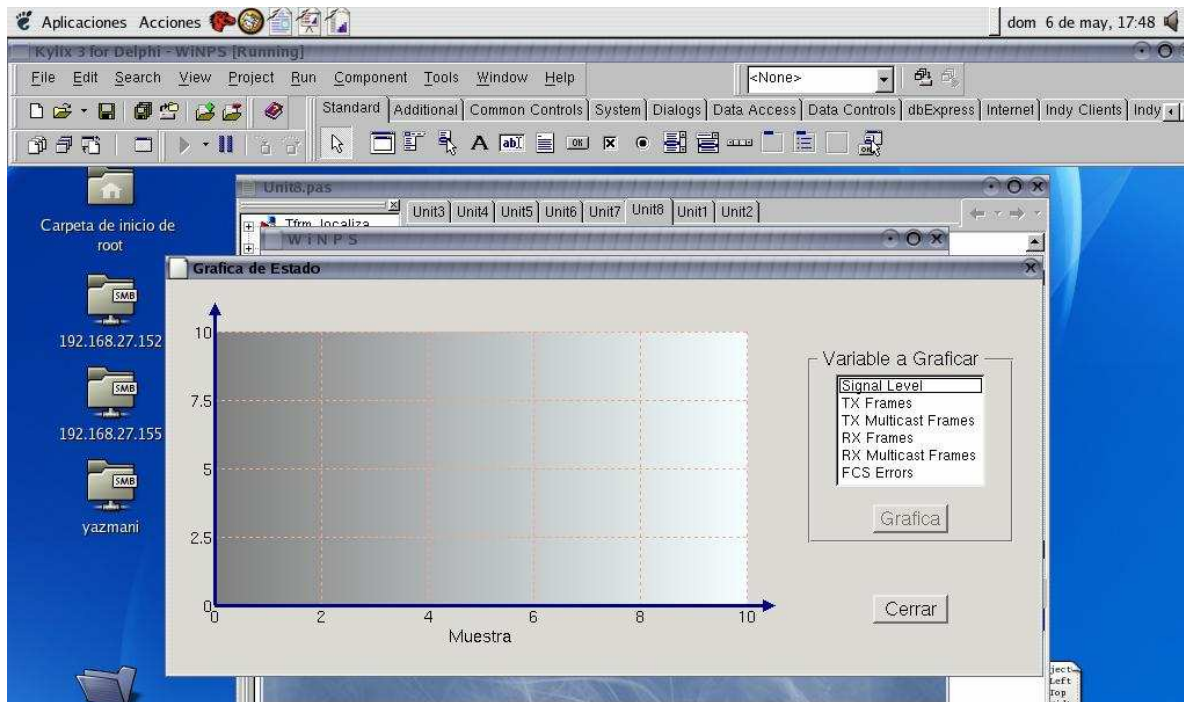 Aplicaciones Acciones
dom 6 de may, 17:48
Kylix 3 for Delphi - WiNPS [Running]
File Edit Search View Project Run Component Tools Window Help
<None>
Standard Additional Common Controls System Dialogs Data Access Data Controls dbExpress Internet Indy Clients Indy
Carpeta de inicio de
root
SMB
192.168.27.152
SMB
192.168.27.155
SMB
yazmani
Unit8.pas
Unit3 Unit4 Unit5 Unit6 Unit7 Unit8 Unit1 Unit2
Tfrm_localiza
WiNPS
Grafica de Estado
10
7.5
5
2.5
0
0 2 4 6 8 10
Muestra
Variable a Graficar
Signal Level
TX Frames
TX Multicast Frames
RX Frames
RX Multicast Frames
FCS Errors
Grafica
Cerrar
ject
Left
Top